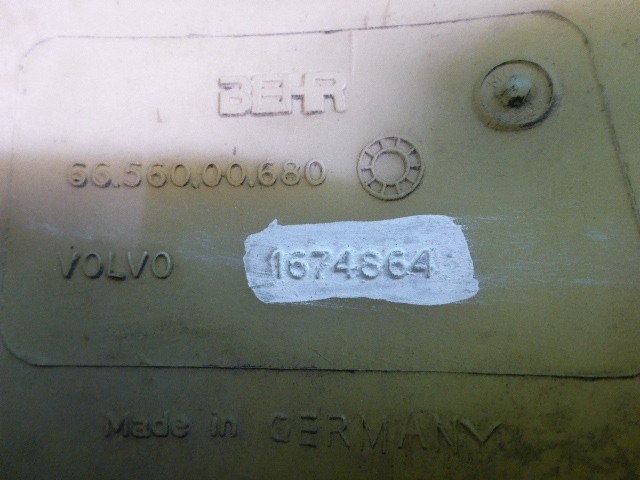 BEHR
66.560.00.680
VOLVO 1674864
Made in GERMANY